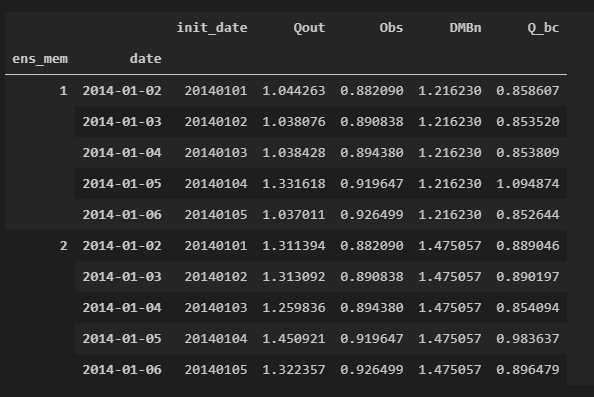 init_date Qout Obs DMBn Q_bc
ens_mem date
1 2014-01-02 20140101 1.044263 0.882090 1.216230 0.858607
2014-01-03 20140102 1.038076 0.890838 1.216230 0.853520
2014-01-04 20140103 1.038428 0.894380 1.216230 0.853809
2014-01-05 20140104 1.331618 0.919647 1.216230 1.094874
2014-01-06 20140105 1.037011 0.926499 1.216230 0.852644
2 2014-01-02 20140101 1.311394 0.882090 1.475057 0.889046
2014-01-03 20140102 1.313092 0.890838 1.475057 0.890197
2014-01-04 20140103 1.259836 0.894380 1.475057 0.854094
2014-01-05 20140104 1.450921 0.919647 1.475057 0.983637
2014-01-06 20140105 1.322357 0.926499 1.475057 0.896479